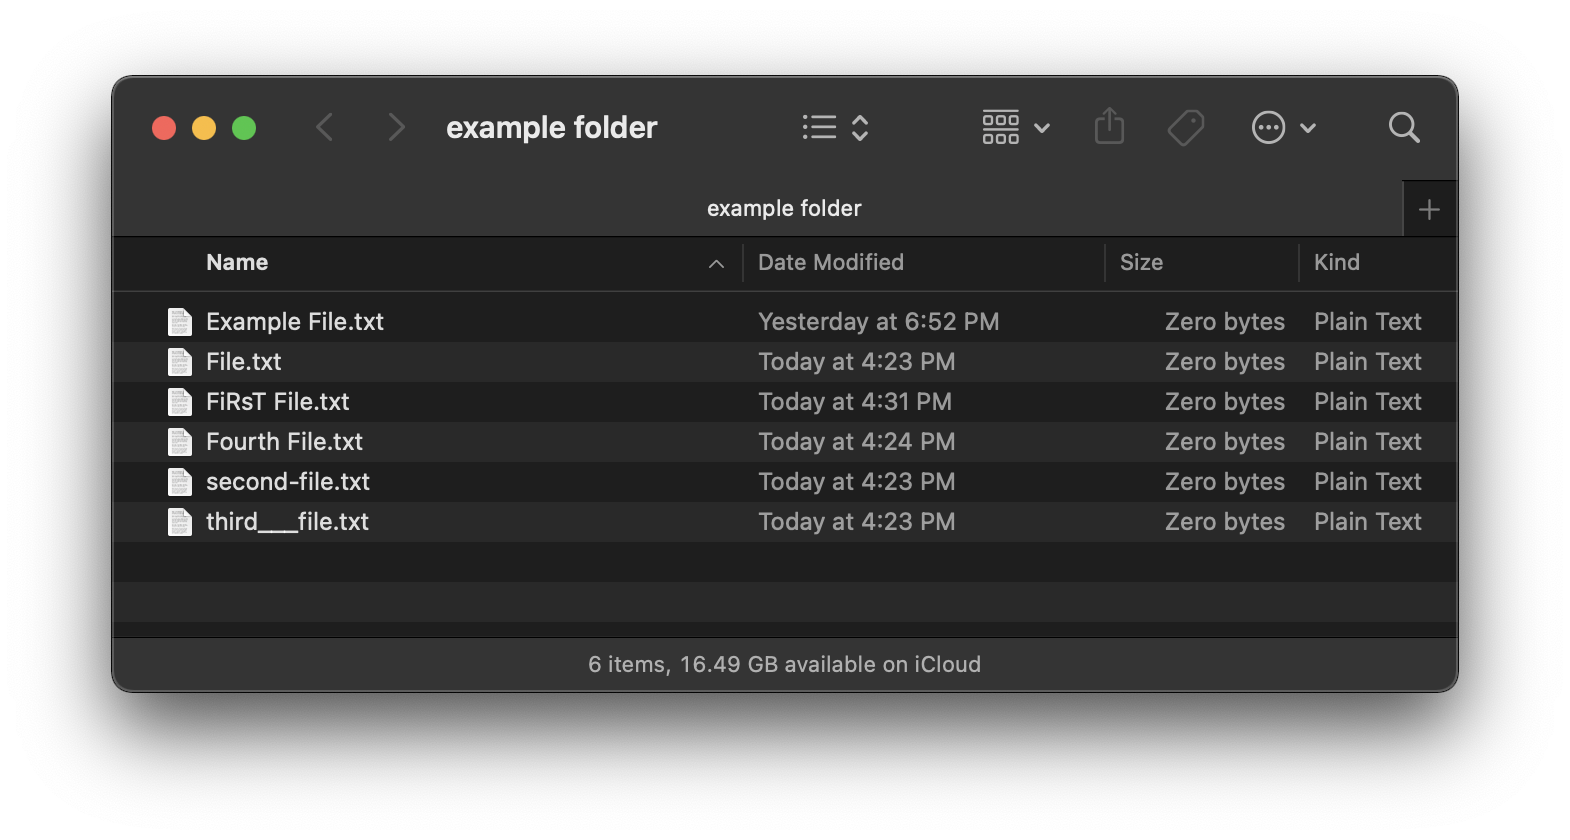 example folder
example folder
Name Date Modified Size Kind
Example File.txt Yesterday at 6:52 PM Zero bytes Plain Text
File.txt Today at 4:23 PM Zero bytes Plain Text
FiRsT File.txt Today at 4:31 PM Zero bytes Plain Text
Fourth File.txt Today at 4:24 PM Zero bytes Plain Text
second-file.txt Today at 4:23 PM Zero bytes Plain Text
third___file.txt Today at 4:23 PM Zero bytes Plain Text
6 items, 16.49 GB available on iCloud